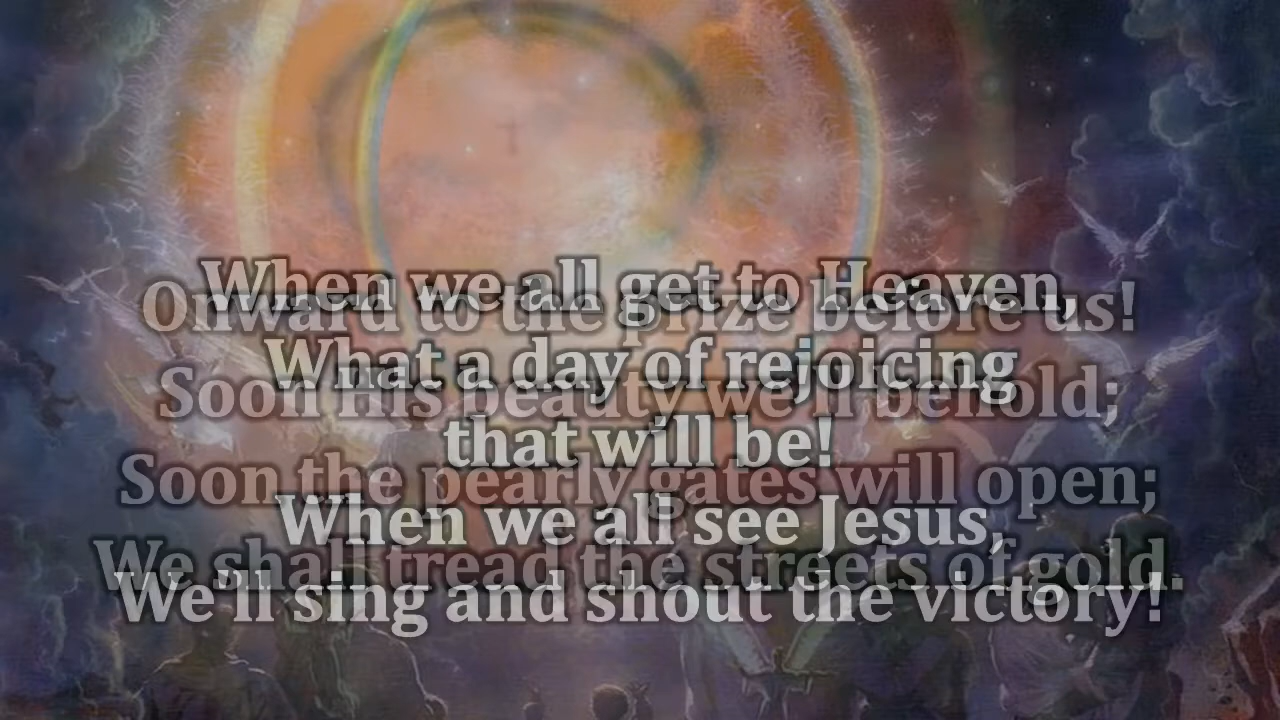 When we all get to Heaven,
What a day of rejoicing
that will be!
When we all see Jesus,
We'll sing and shout the victory!
Onward to the prize before us!
Soon His beauty we'll behold;
Soon the pearly gates will open;
We shall tread the streets of gold.